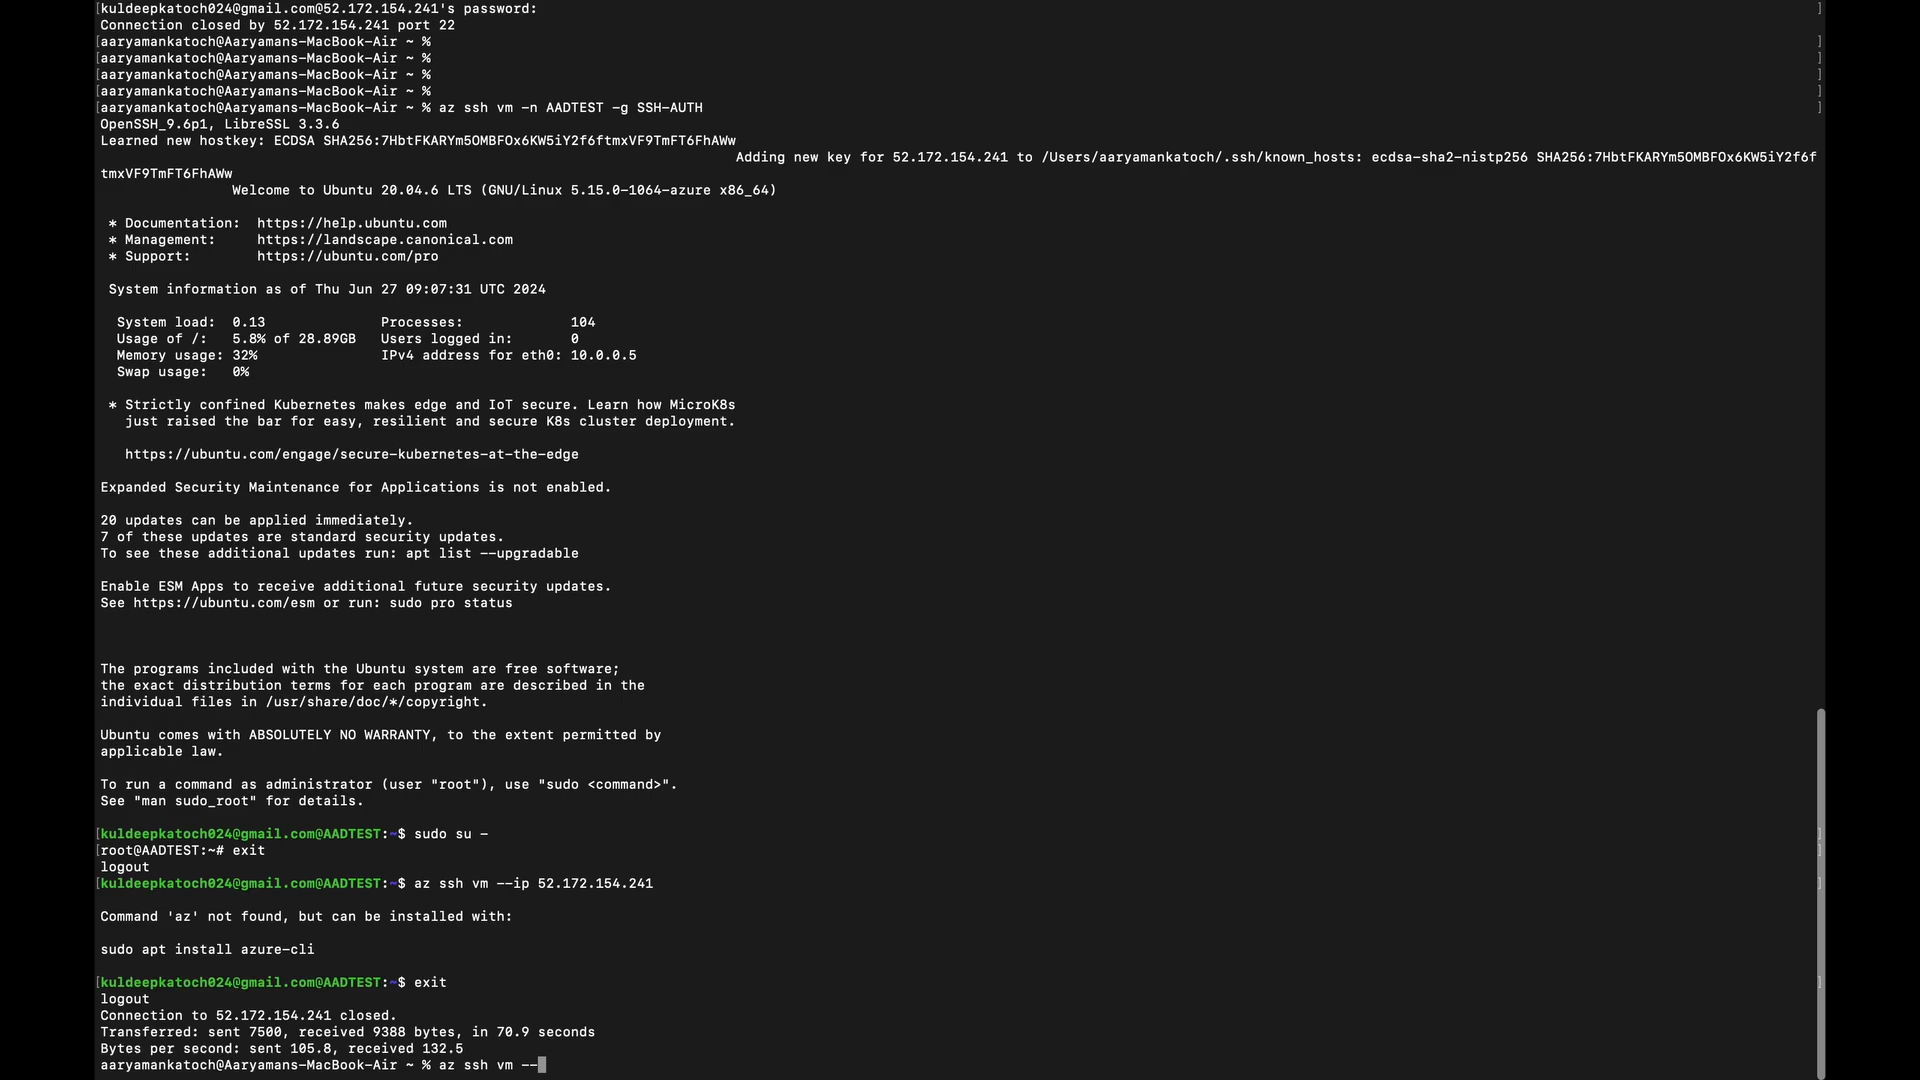 [kuldeepkatoch024@gmail.com@52.172.154.241's password: ]
Connection closed by 52.172.154.241 port 22
[aaryamankatoch@Aaryamans-MacBook-Air ~ % ]
[aaryamankatoch@Aaryamans-MacBook-Air ~ % ]
[aaryamankatoch@Aaryamans-MacBook-Air ~ % ]
[aaryamankatoch@Aaryamans-MacBook-Air ~ % ]
[aaryamankatoch@Aaryamans-MacBook-Air ~ % az ssh vm -n AADTEST -g SSH-AUTH ]
OpenSSH_9.6p1, LibreSSL 3.3.6
Learned new hostkey: ECDSA SHA256:7HbtFKARYm5OMBFOx6KW5iY2f6ftmxVF9TmFT6FhAWw
Adding new key for 52.172.154.241 to /Users/aaryamankatoch/.ssh/known_hosts: ecdsa-sha2-nistp256 SHA256:7HbtFKARYm5OMBFOx6KW5iY2f6f
tmxVF9TmFT6FhAWw
Welcome to Ubuntu 20.04.6 LTS (GNU/Linux 5.15.0-1064-azure x86_64)
* Documentation:  https://help.ubuntu.com
* Management:     https://landscape.canonical.com
* Support:        https://ubuntu.com/pro
System information as of Thu Jun 27 09:07:31 UTC 2024
System load:  0.13              Processes:             104
Usage of /:   5.8% of 28.89GB   Users logged in:       0
Memory usage: 32%               IPv4 address for eth0: 10.0.0.5
Swap usage:   0%
* Strictly confined Kubernetes makes edge and IoT secure. Learn how MicroK8s
just raised the bar for easy, resilient and secure K8s cluster deployment.
https://ubuntu.com/engage/secure-kubernetes-at-the-edge
Expanded Security Maintenance for Applications is not enabled.
20 updates can be applied immediately.
7 of these updates are standard security updates.
To see these additional updates run: apt list --upgradable
Enable ESM Apps to receive additional future security updates.
See https://ubuntu.com/esm or run: sudo pro status
The programs included with the Ubuntu system are free software;
the exact distribution terms for each program are described in the
individual files in /usr/share/doc/*/copyright.
Ubuntu comes with ABSOLUTELY NO WARRANTY, to the extent permitted by
applicable law.
To run a command as administrator (user "root"), use "sudo <command>".
See "man sudo_root" for details.
[kuldeepkatoch024@gmail.com@AADTEST:~$ sudo su - ]
[root@AADTEST:~# exit ]
logout
[kuldeepkatoch024@gmail.com@AADTEST:~$ az ssh vm --ip 52.172.154.241 ]
Command 'az' not found, but can be installed with:
sudo apt install azure-cli
[kuldeepkatoch024@gmail.com@AADTEST:~$ exit ]
logout
Connection to 52.172.154.241 closed.
Transferred: sent 7500, received 9388 bytes, in 70.9 seconds
Bytes per second: sent 105.8, received 132.5
aaryamankatoch@Aaryamans-MacBook-Air ~ % az ssh vm --